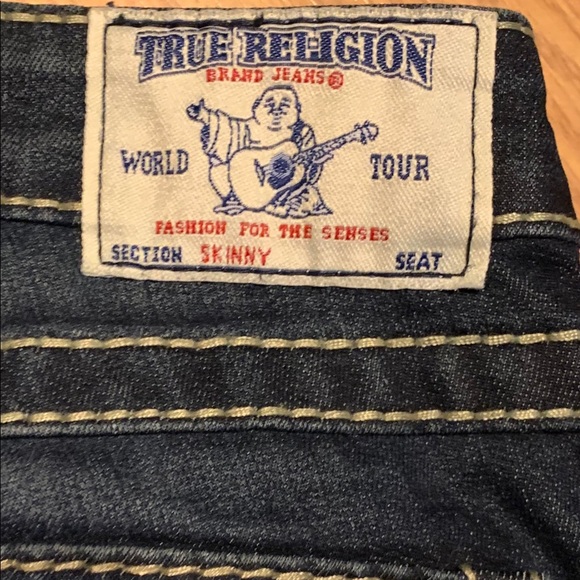 TRUE RELIGION
BRAND JEANS®
WORLD TOUR
FASHION FOR THE SENSES
SECTION SKINNY SEAT